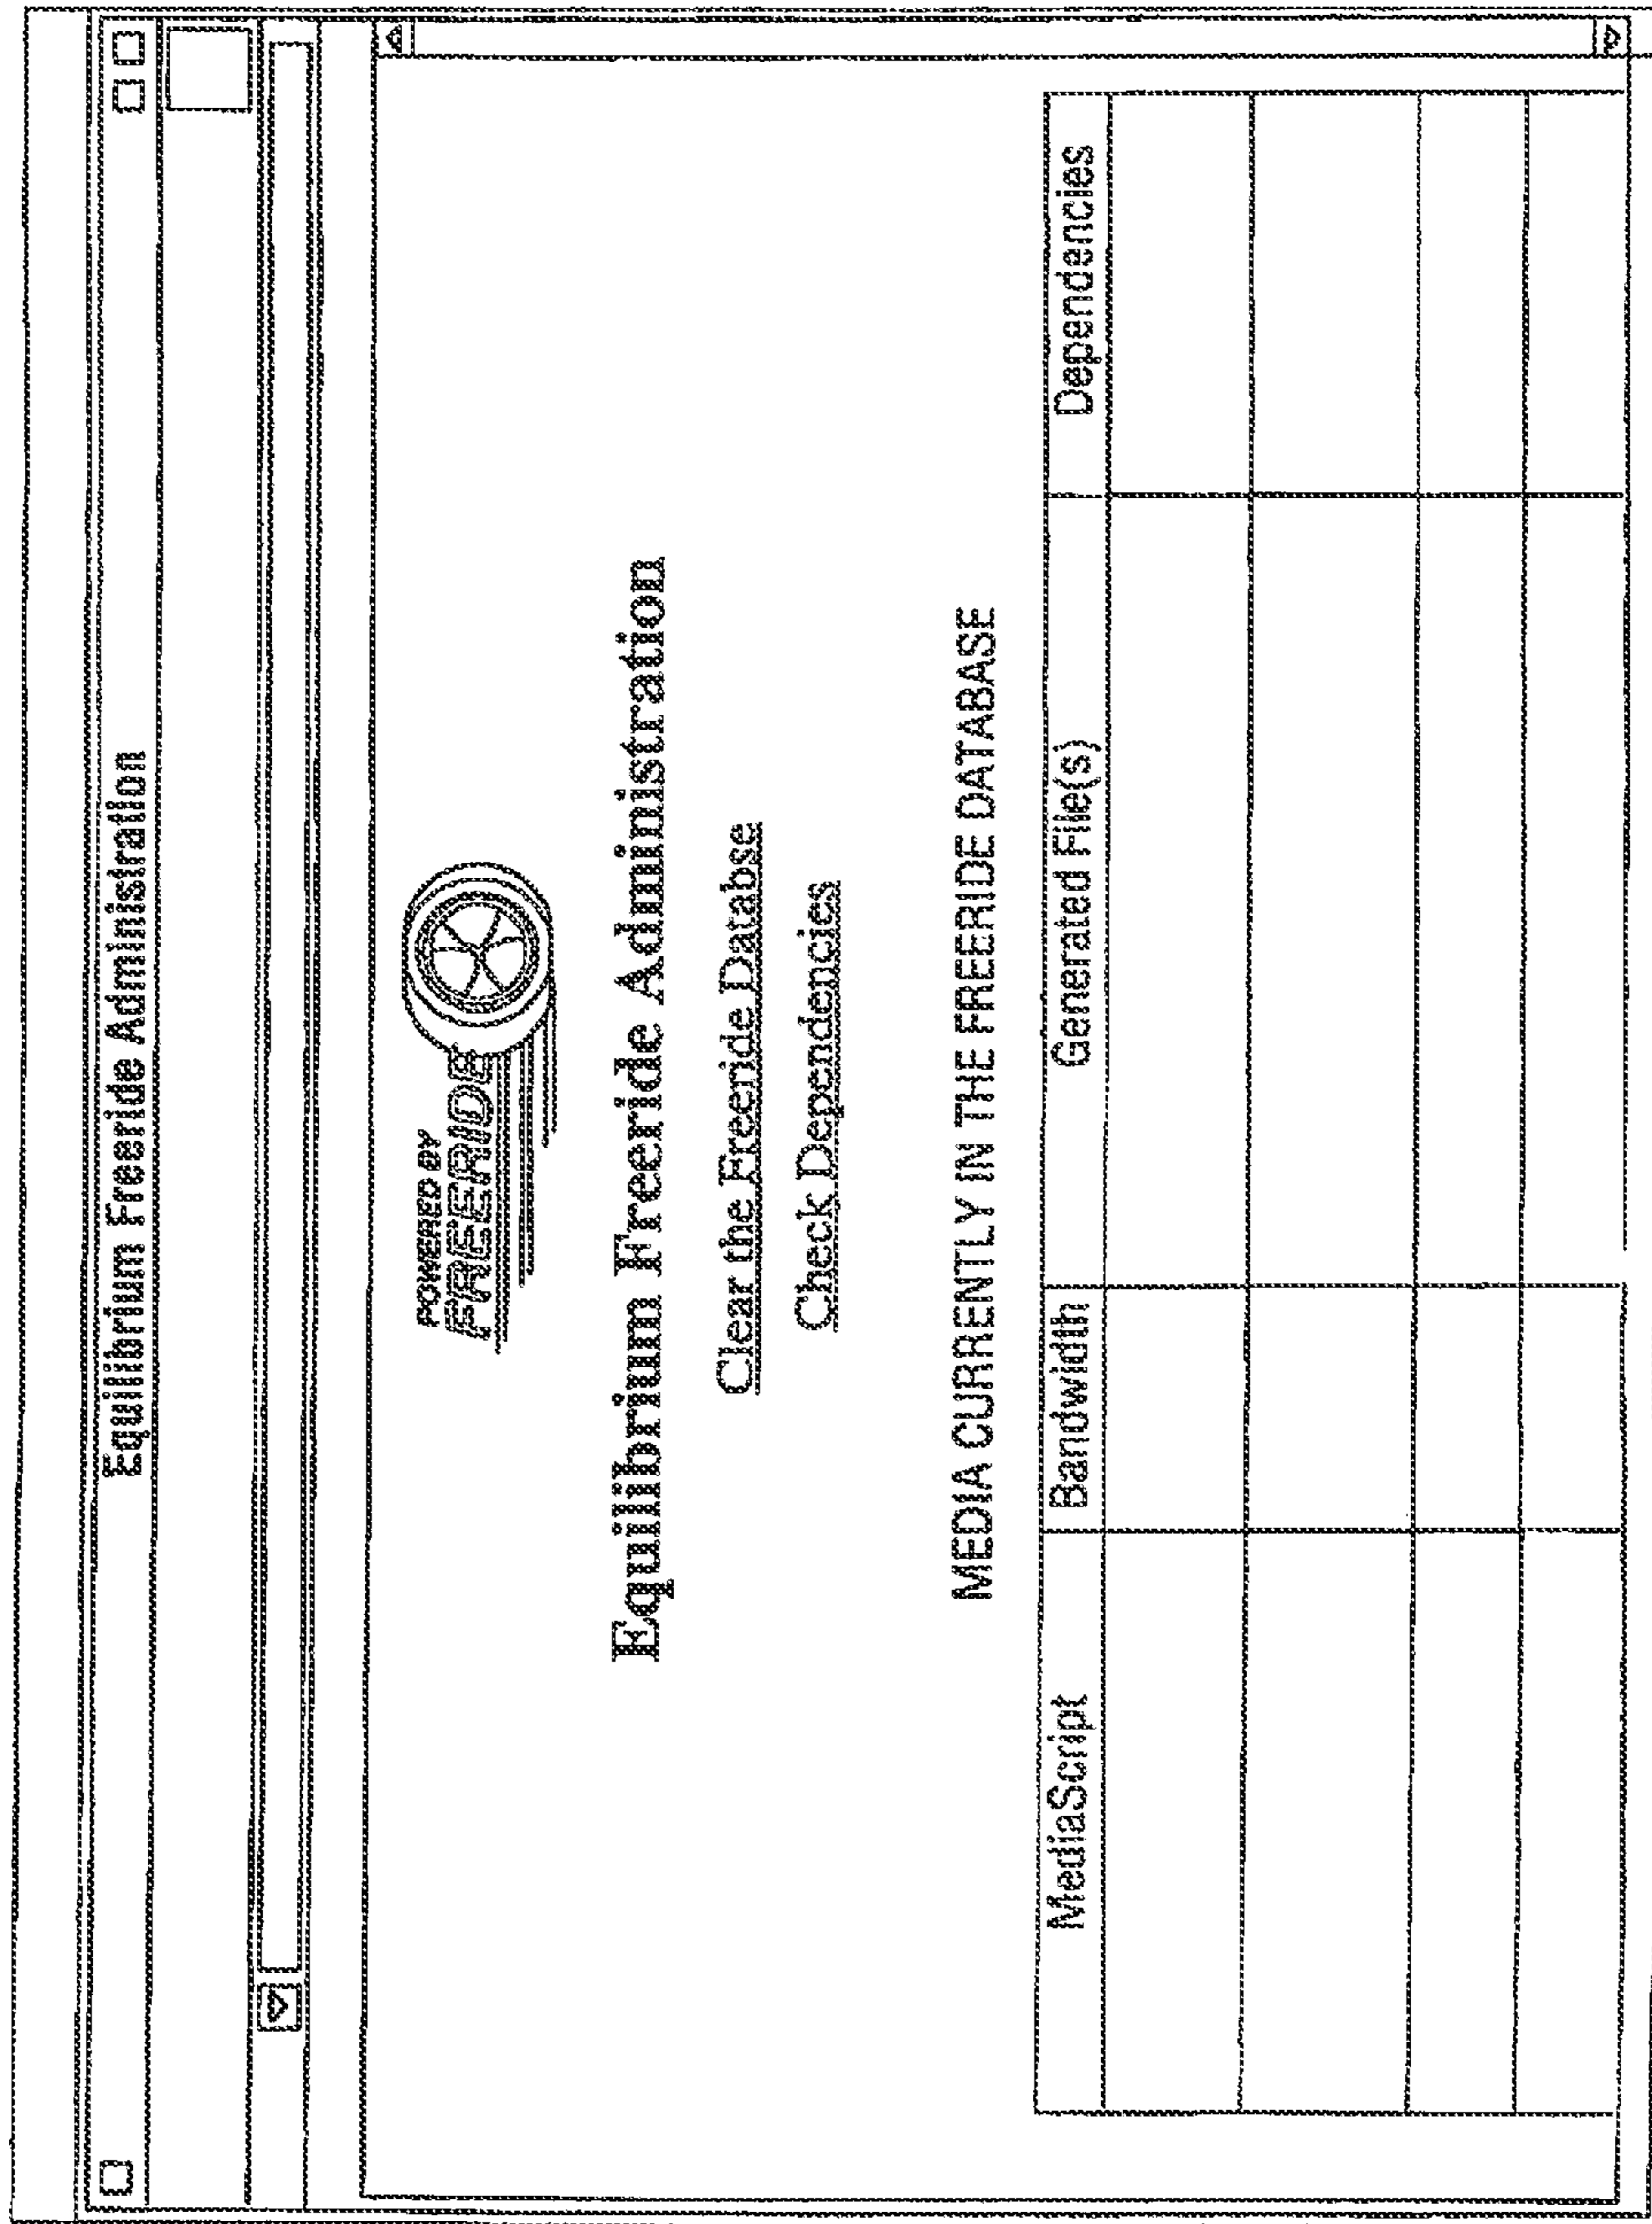 Equilibrium Freeride Administration
POWERED BY
FREERIDE
Equilibrium Freeride Administration
Clear the Freeride Databse
Check Dependencies
MEDIA CURRENTLY IN THE FREERIDE DATABASE
MediaScript Bandwidth Generated File(s) Dependencies